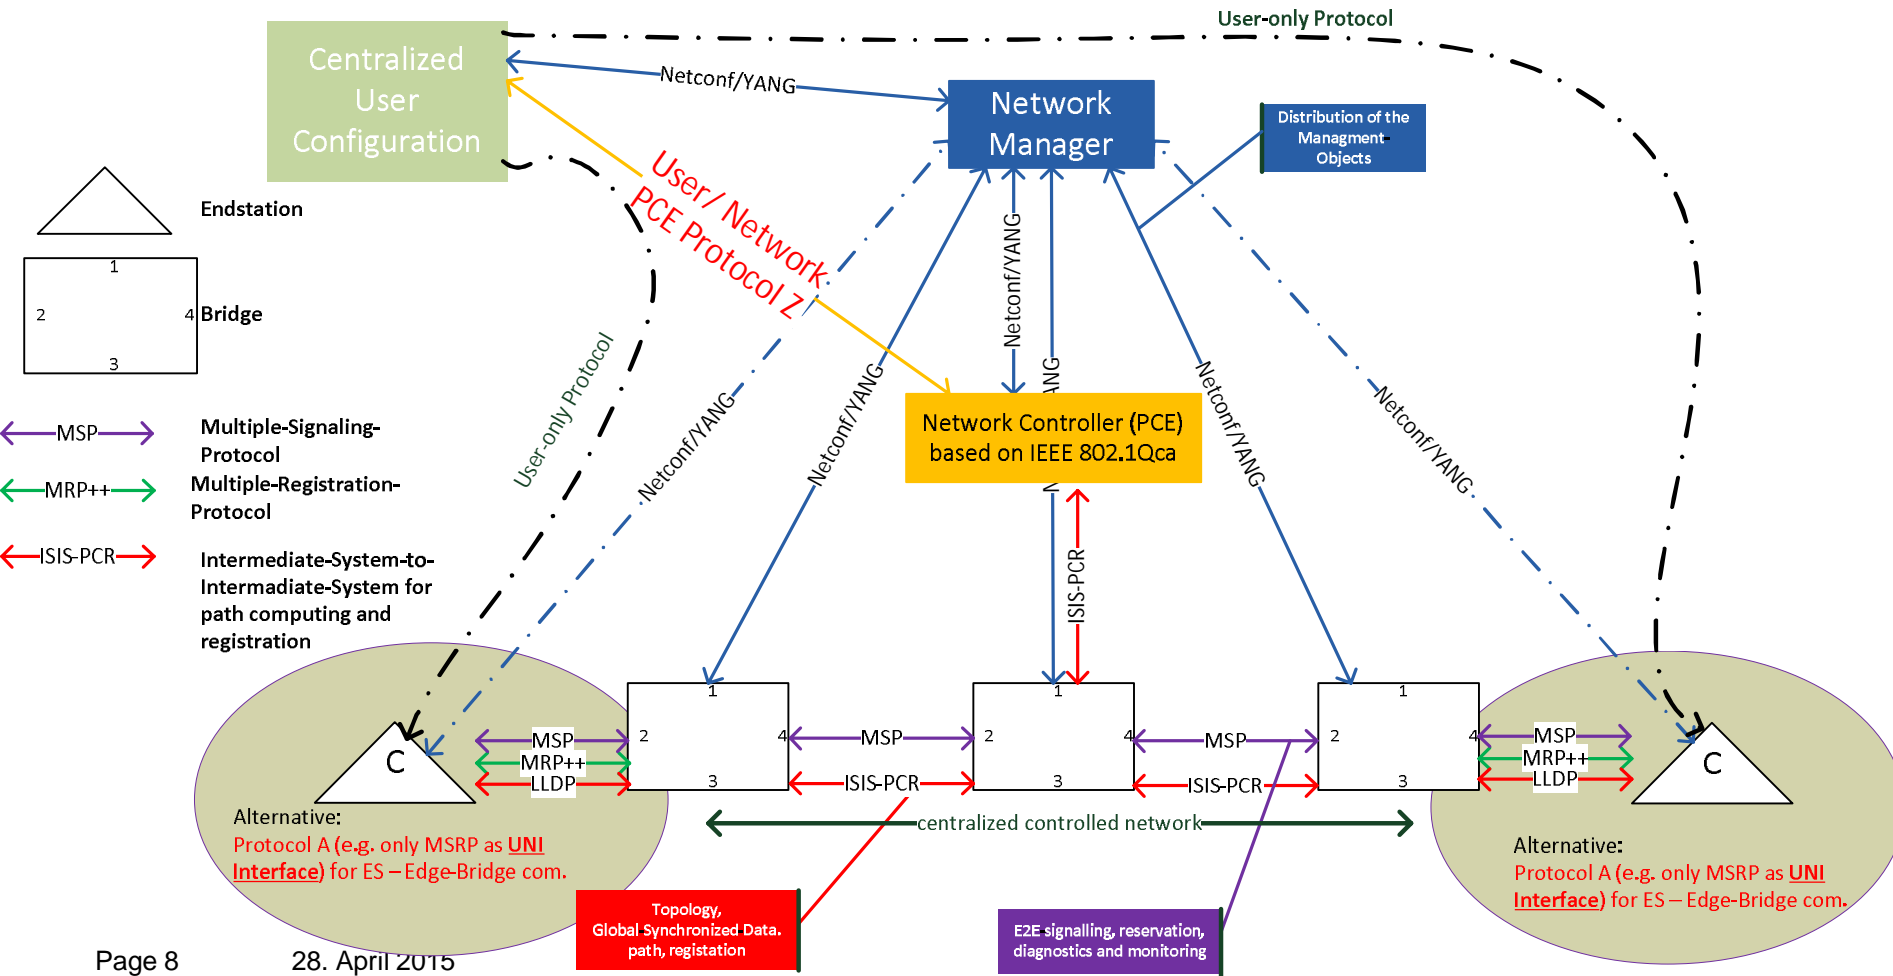 User-only Protocol
Centralized
User
Configuration
Netconf/YANG
Network
Manager
Distribution of the
Managment-
Objects
User/ Network
PCE Protocol Z
Endstation
1
2
4
3
Bridge
Netconf/YANG
Netconf/YANG
Netconf/YANG
Netconf/YANG
Netconf/YANG
Netconf/YANG
User-only Protocol
Network Controller (PCE)
based on IEEE 802.1Qca
MSP
Multiple-Signaling-
Protocol
MRP++
Multiple-Registration-
Protocol
ISIS-PCR
Intermediate-System-to-
Intermadiate-System for
path computing and
registration
ISIS-PCR
C
MSP
MRP++
LLDP
1
2
4
3
MSP
ISIS-PCR
1
2
4
3
MSP
ISIS-PCR
1
2
4
3
MSP
MRP++
LLDP
C
centralized controlled network
Alternative:
Protocol A (e.g. only MSRP as UNI
Interface) for ES – Edge-Bridge com.
Alternative:
Protocol A (e.g. only MSRP as UNI
Interface) for ES – Edge-Bridge com.
Topology,
Global-Synchronized-Data.
path, registation
E2E-signalling, reservation,
diagnostics and monitoring
Page 8
28. April 2015